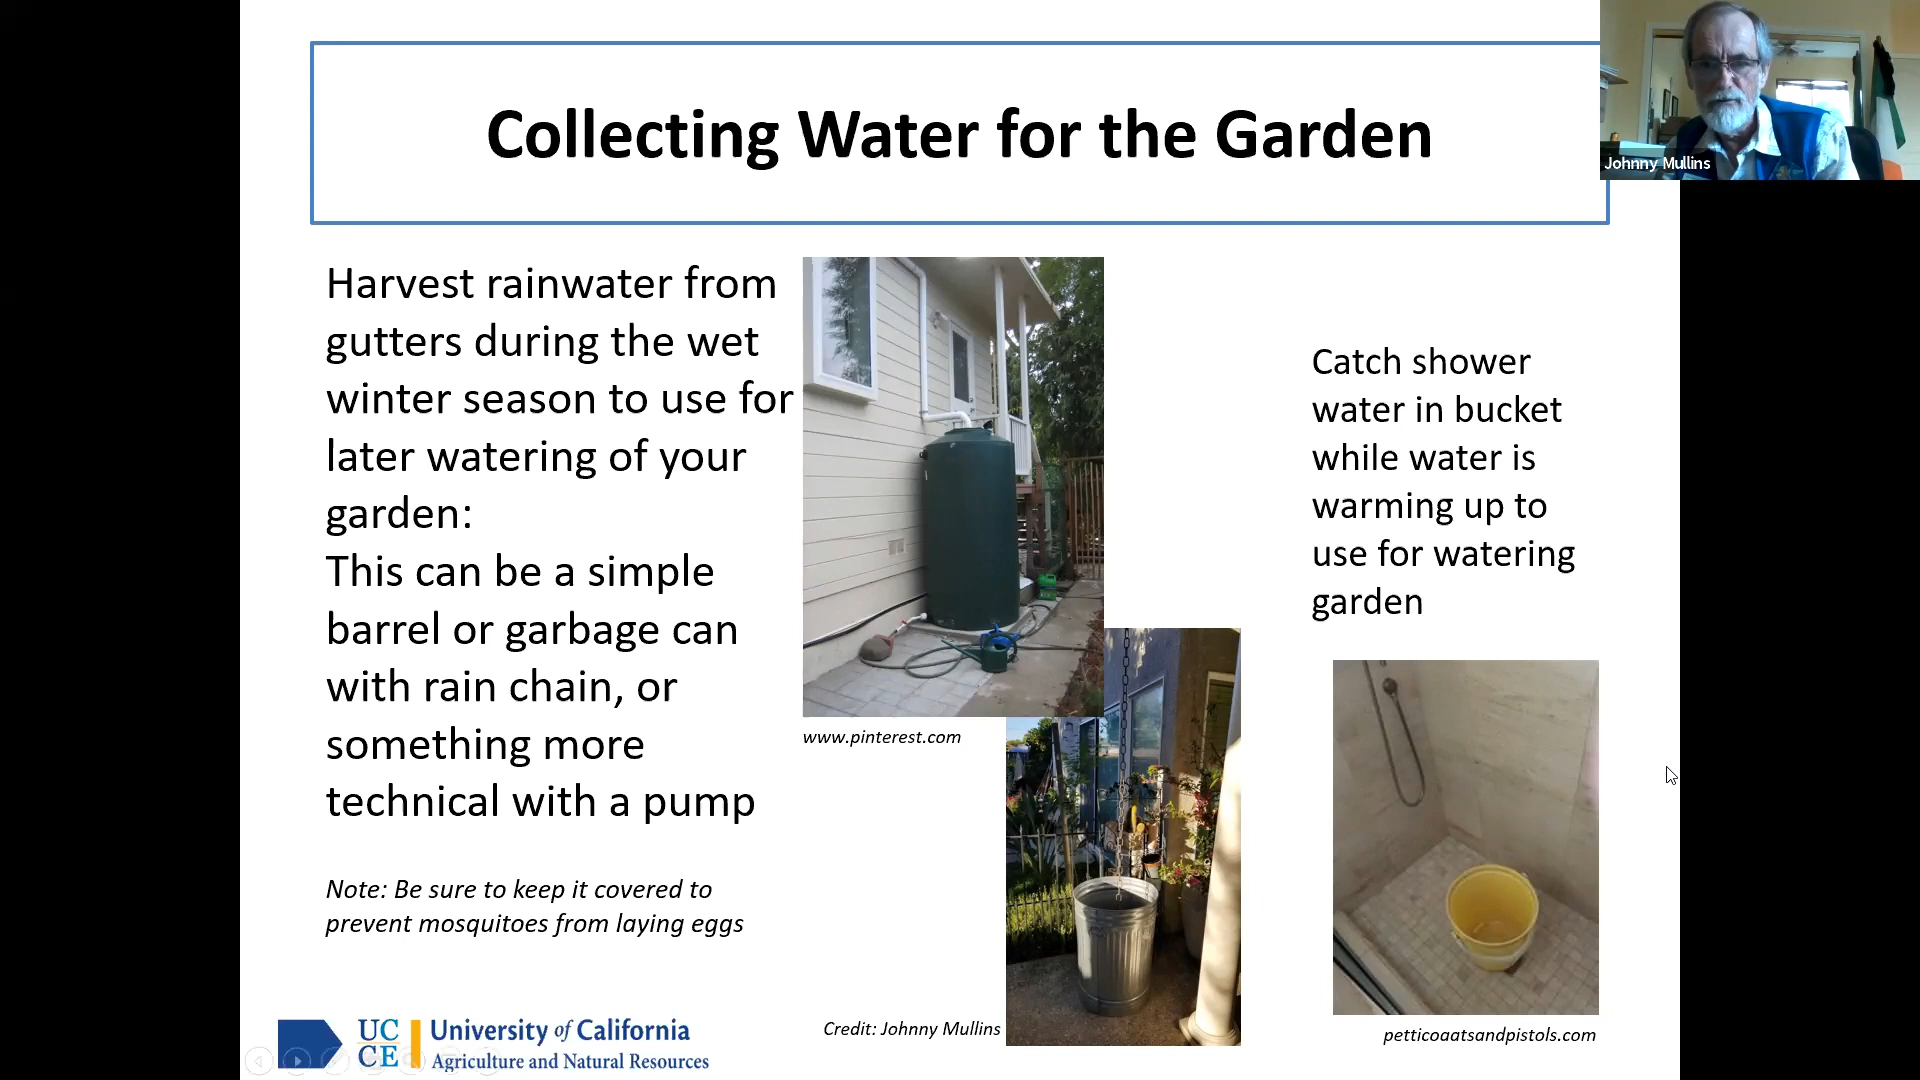 Collecting Water for the Garden
Johnny Mullins
Harvest rainwater from
gutters during the wet
winter season to use for
later watering of your
garden:
This can be a simple
barrel or garbage can
with rain chain, or
something more
technical with a pump
Note: Be sure to keep it covered to
prevent mosquitoes from laying eggs
www.pinterest.com
Credit: Johnny Mullins
Catch shower
water in bucket
while water is
warming up to
use for watering
garden
petticoaatsandpistols.com
UC
CE
University of California
Agriculture and Natural Resources